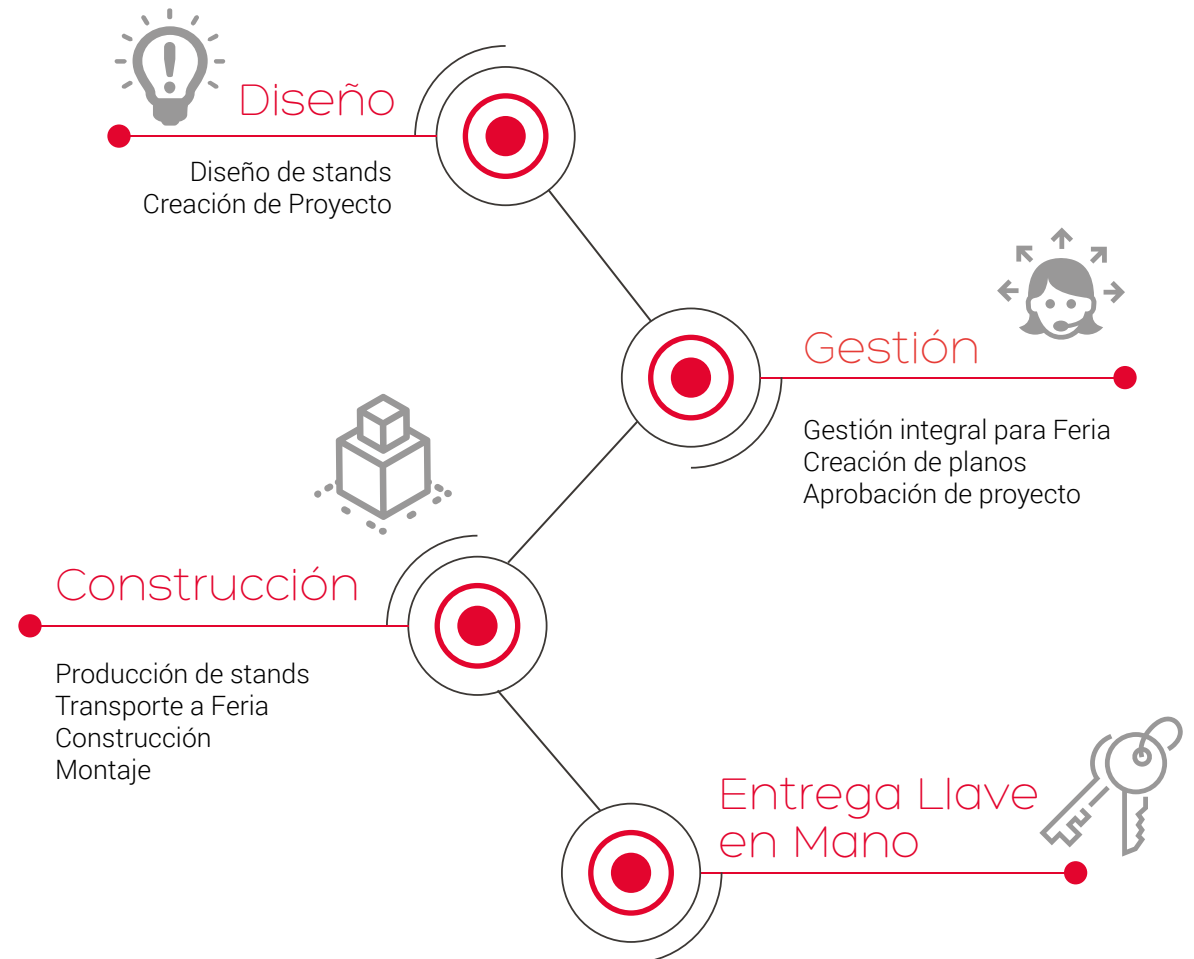 Diseño
Diseño de stands
Creación de Proyecto
Gestión
Gestión integral para Feria
Creación de planos
Aprobación de proyecto
Construcción
Producción de stands
Transporte a Feria
Construcción
Montaje
Entrega Llave
en Mano